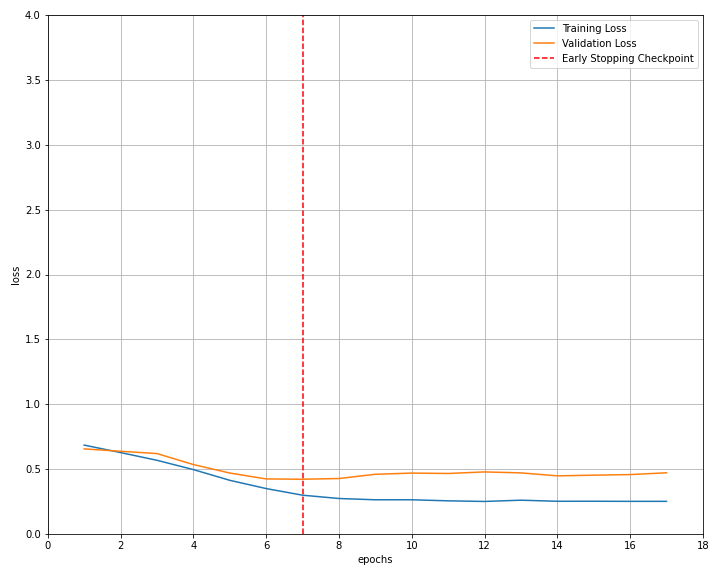 4.0
3.5
3.0
2.5
2.0
1.5
1.0
0.5
0.0
loss
Training Loss
Validation Loss
Early Stopping Checkpoint
0 2 4 6 8 10 12 14 16 18
epochs